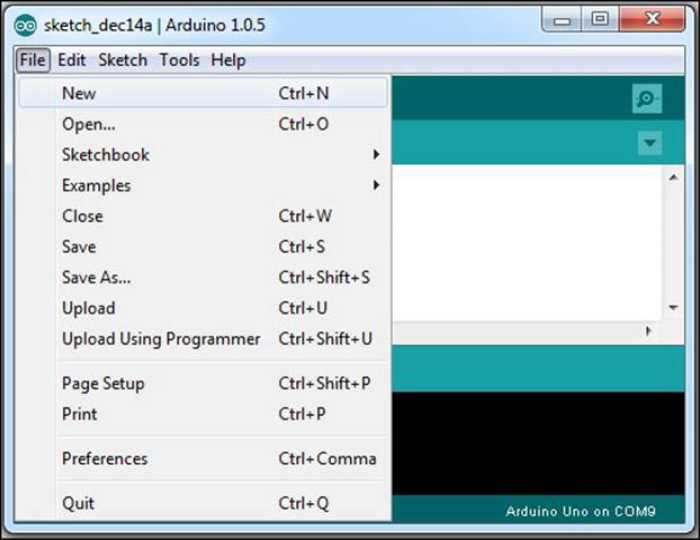 sketch_dec14a | Arduino 1.0.5
File Edit Sketch Tools Help
New Ctrl+N
Open... Ctrl+O
Sketchbook
Examples
Close Ctrl+W
Save Ctrl+S
Save As... Ctrl+Shift+S
Upload Ctrl+U
Upload Using Programmer Ctrl+Shift+U
Page Setup Ctrl+Shift+P
Print Ctrl+P
Preferences Ctrl+Comma
Quit Ctrl+Q
Arduino Uno on COM9